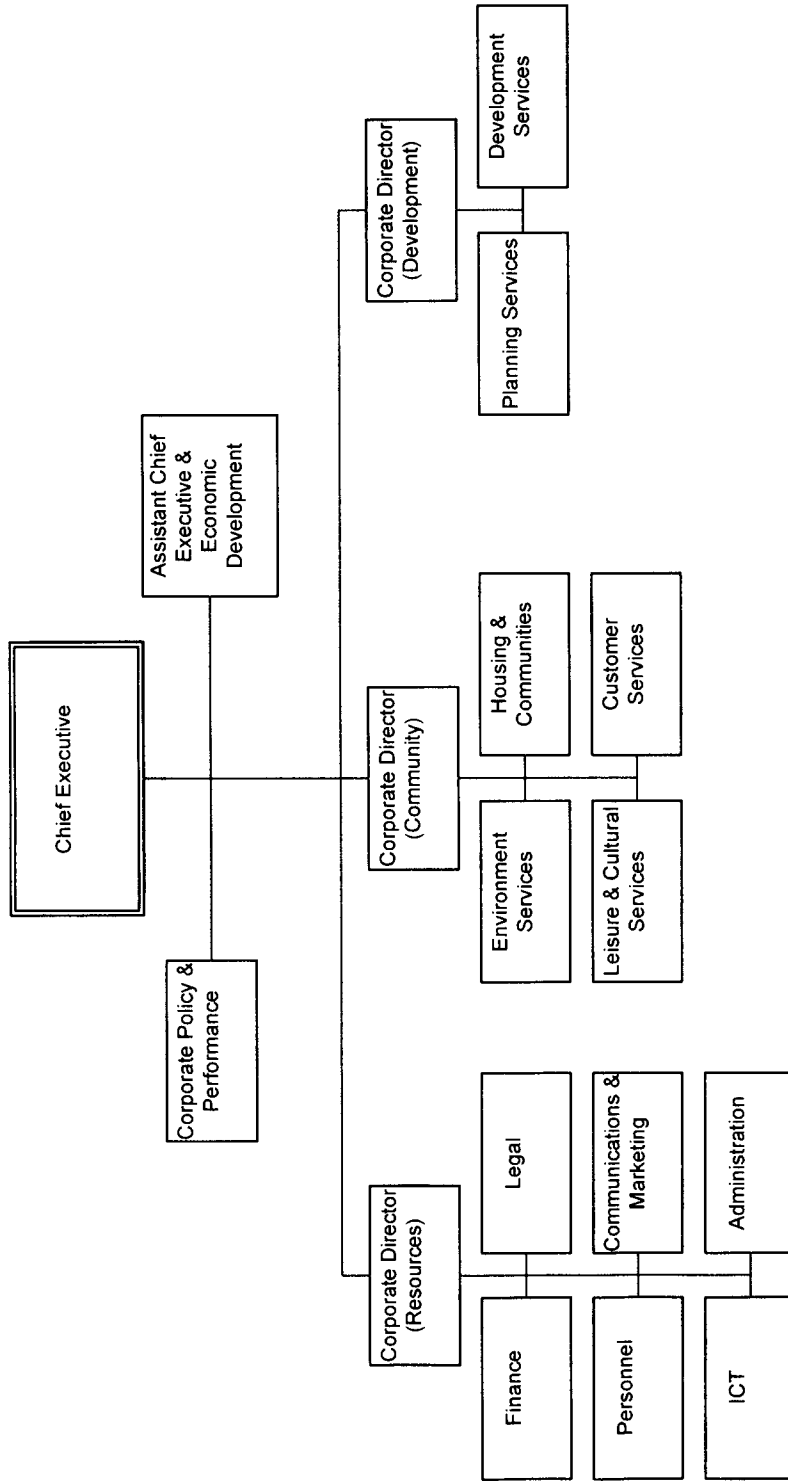 Chief Executive
Corporate Policy &
Performance
Assistant Chief
Executive &
Economic
Development
Corporate Director
(Resources)
Corporate Director
(Community)
Corporate Director
(Development)
Finance
Legal
Environment
Services
Housing &
Communities
Planning Services
Development
Services
Personnel
Communications &
Marketing
Leisure & Cultural
Services
Customer
Services
ICT
Administration